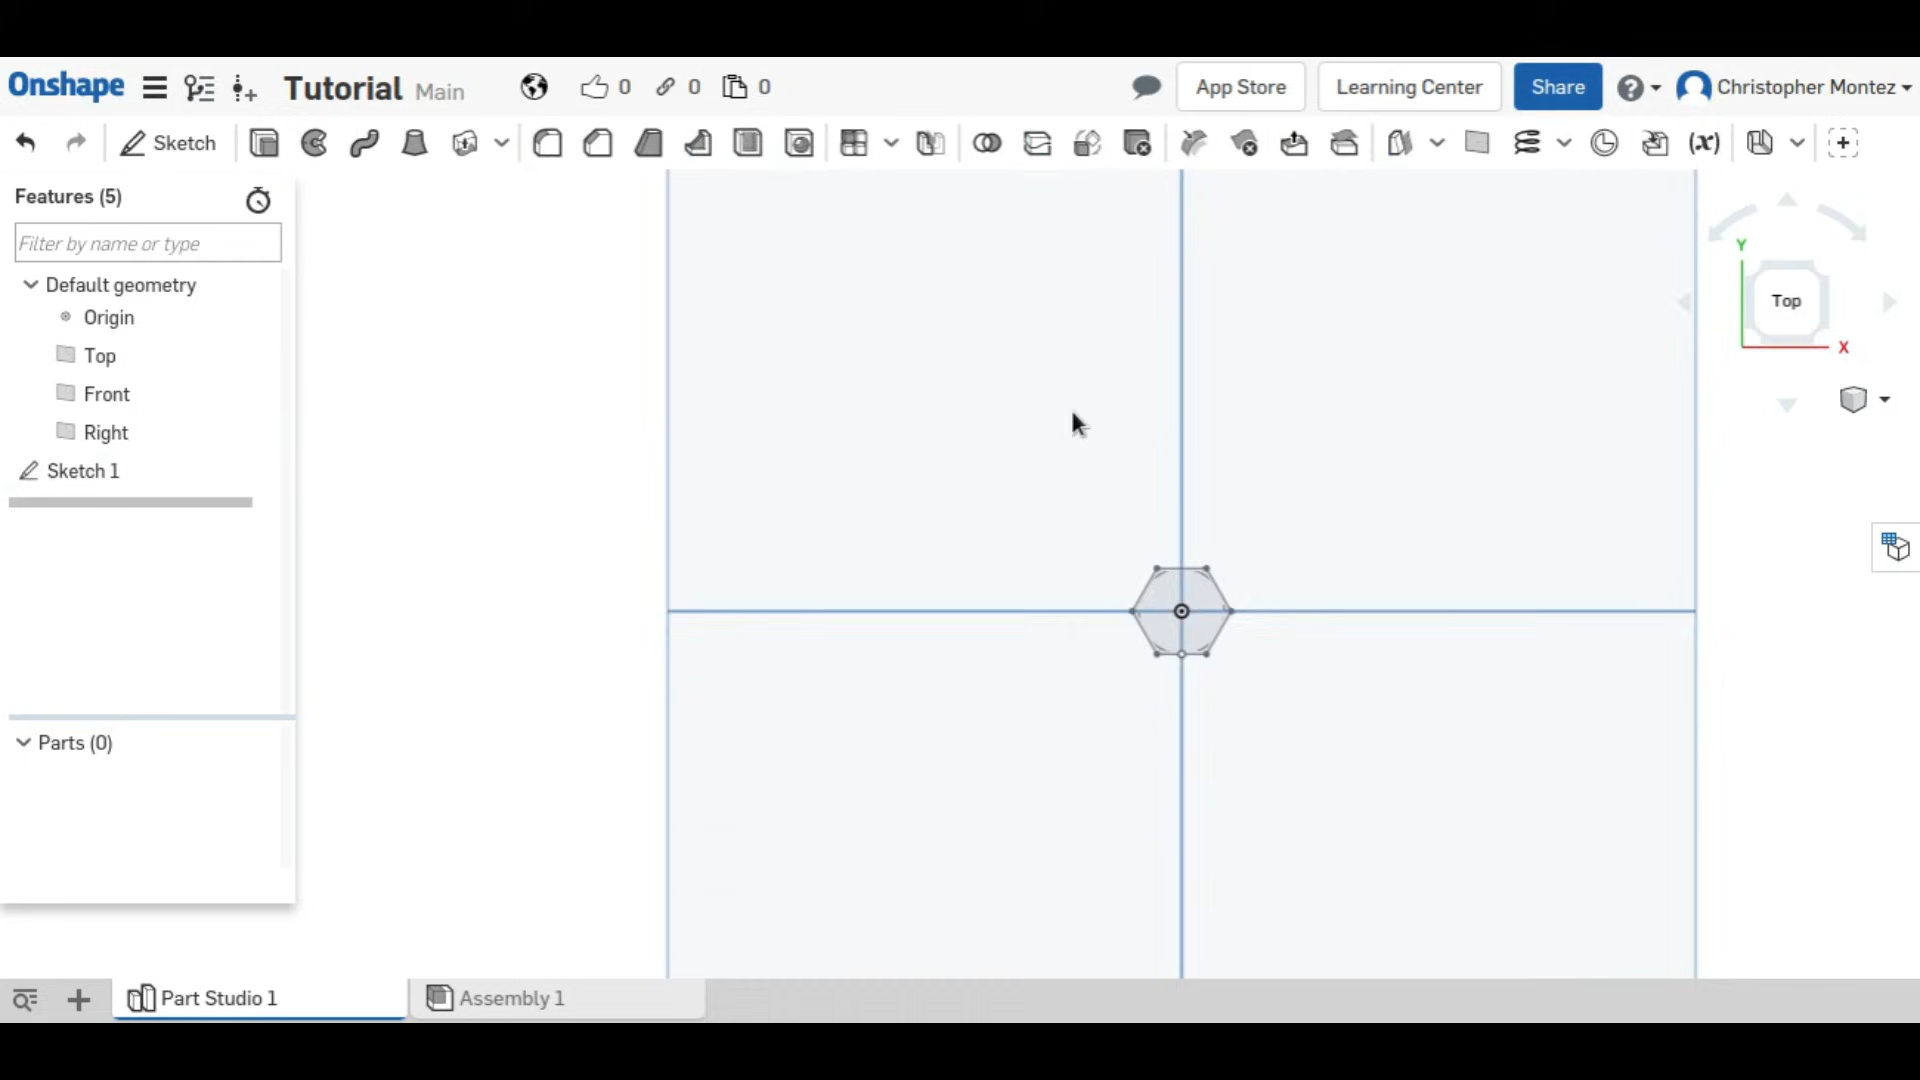 Onshape Tutorial Main 0 0 0 App Store Learning Center Share Christopher Montez
Sketch (x)
Features (5)
Filter by name or type
Default geometry
Origin
Top
Front
Right
Sketch 1
Parts (0)
Y
Top
X
Part Studio 1 Assembly 1